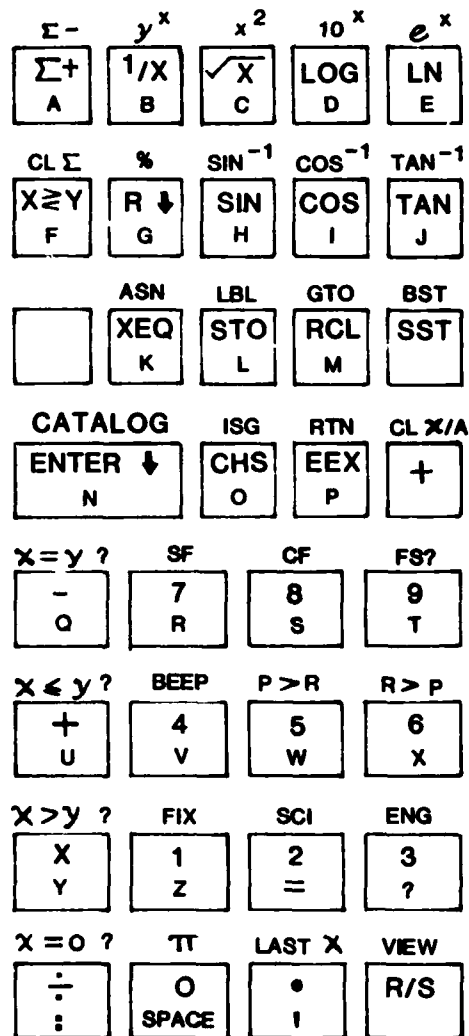 Σ- y^x x^2 10^x e^x
Σ+ 1/X √X LOG LN
A B C D E
CL Σ % SIN^-1 COS^-1 TAN^-1
X≷Y R ⬇ SIN COS TAN
F G H I J
ASN LBL GTO BST
XEQ STO RCL SST
K L M
CATALOG ISG RTN CL X/A
ENTER ⬇ CHS EEX +
N O P
x=y ? SF CF FS?
- 7 8 9
Q R S T
x≤y ? BEEP P>R R>P
+ 4 5 6
U V W X
x>y ? FIX SCI ENG
X 1 2 3
Y Z = ?
x=0 ? π LAST X VIEW
÷ 0 • R/S
: SPACE ,